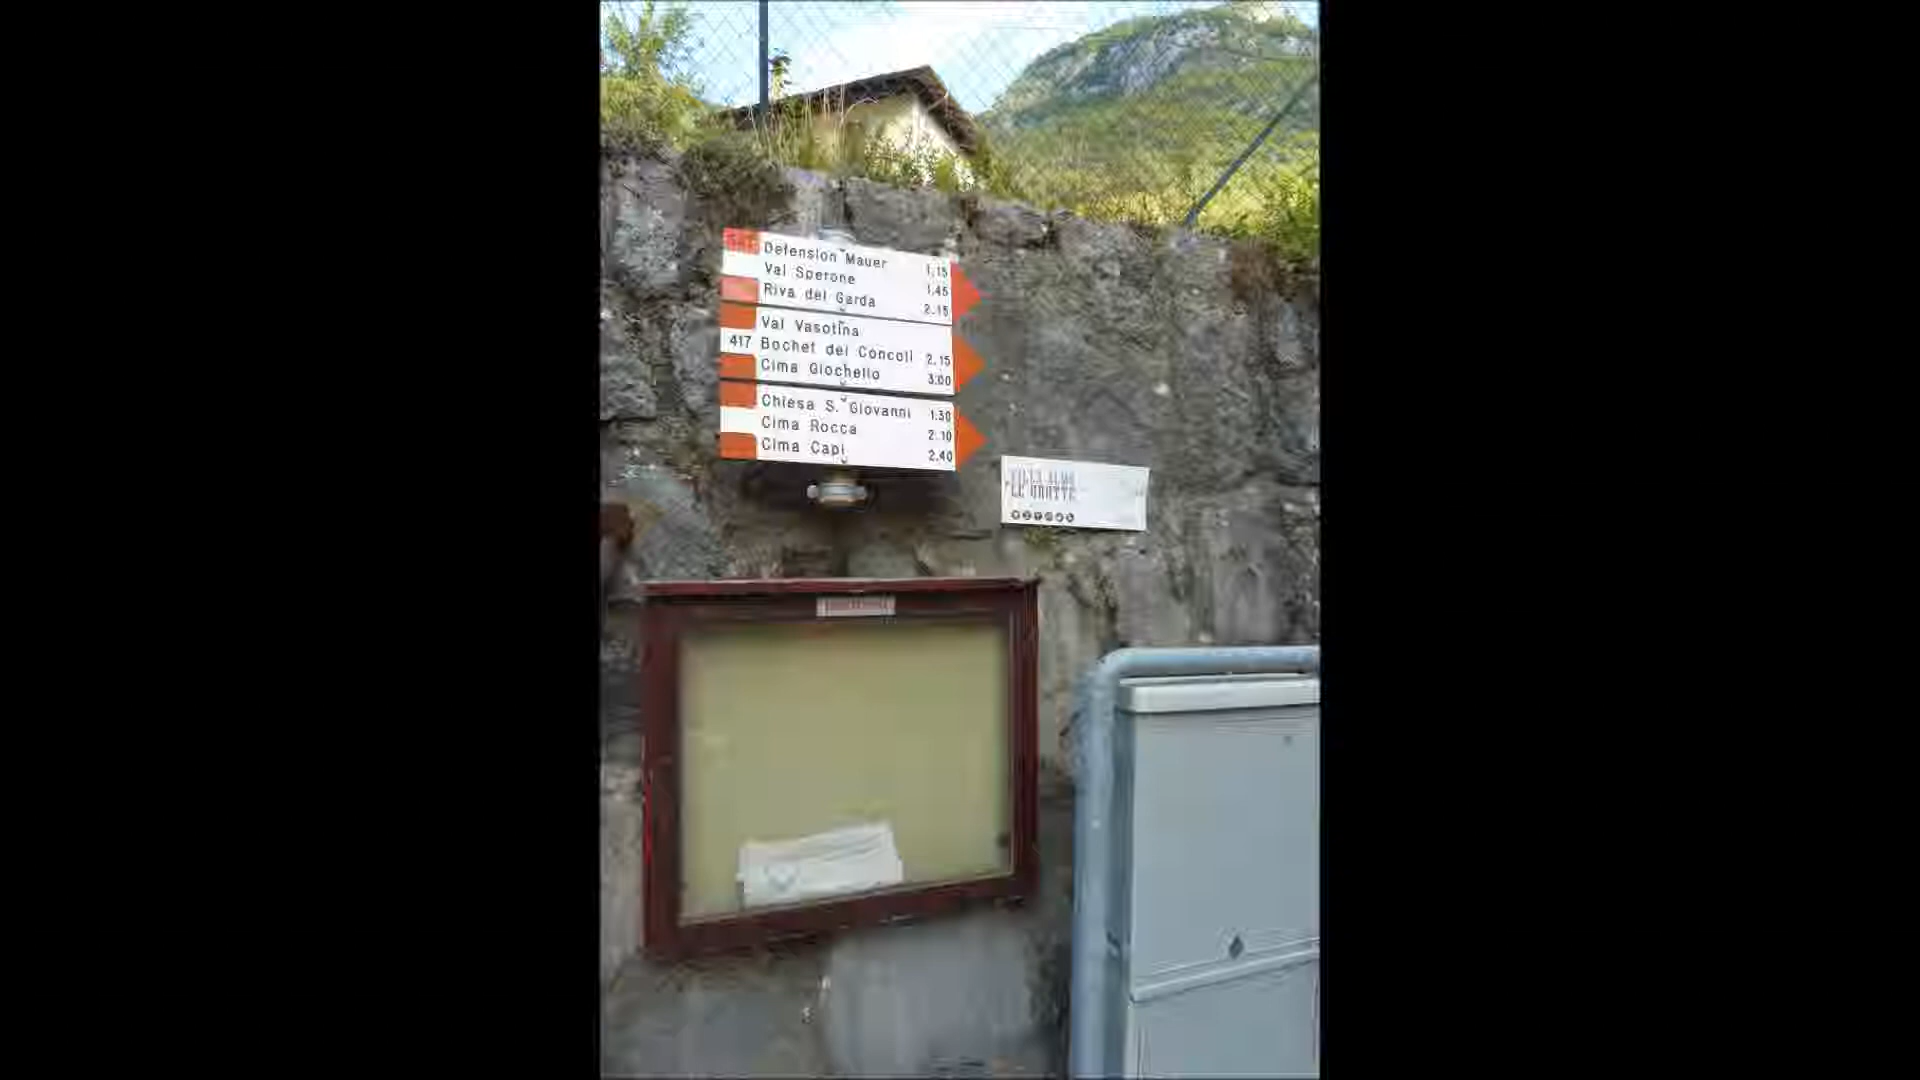 Defension Mauer 1.15
Val Sperone 1.45
Riva del Garda 2.15
Val Vasotina
417 Bochet dei Concoli 2.15
Cima Giochello 3.00
Chiesa S. Giovanni 1.30
Cima Rocca 2.10
Cima Capi 2.40